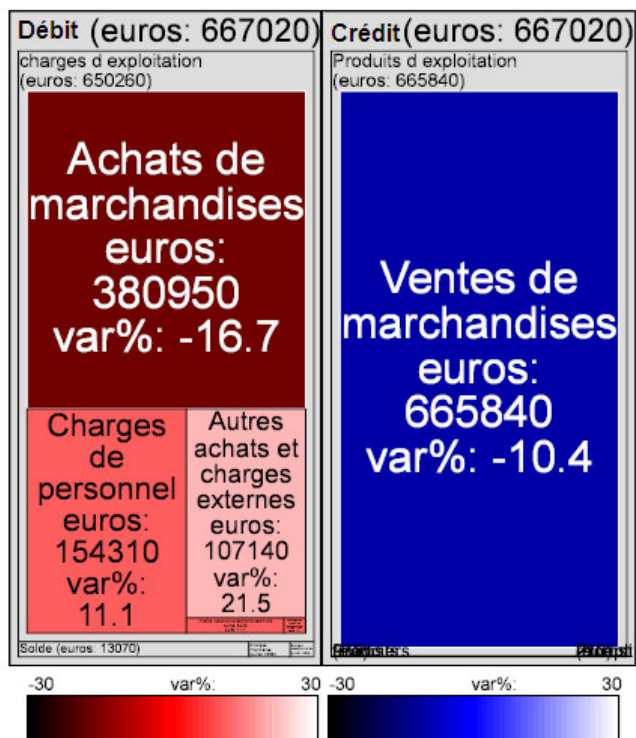 Débit (euros: 667020)
charges d exploitation
(euros: 650260)
Achats de
marchandises
euros:
380950
var%: -16.7
Charges
de
personnel
euros:
154310
var%:
11.1
Autres
achats et
charges
externes
euros:
107140
var%:
21.5
Solde (euros: 13070)
-30 var%: 30
Crédit (euros: 667020)
Produits d exploitation
(euros: 665840)
Ventes de
marchandises
euros:
665840
var%: -10.4
-30 var%: 30